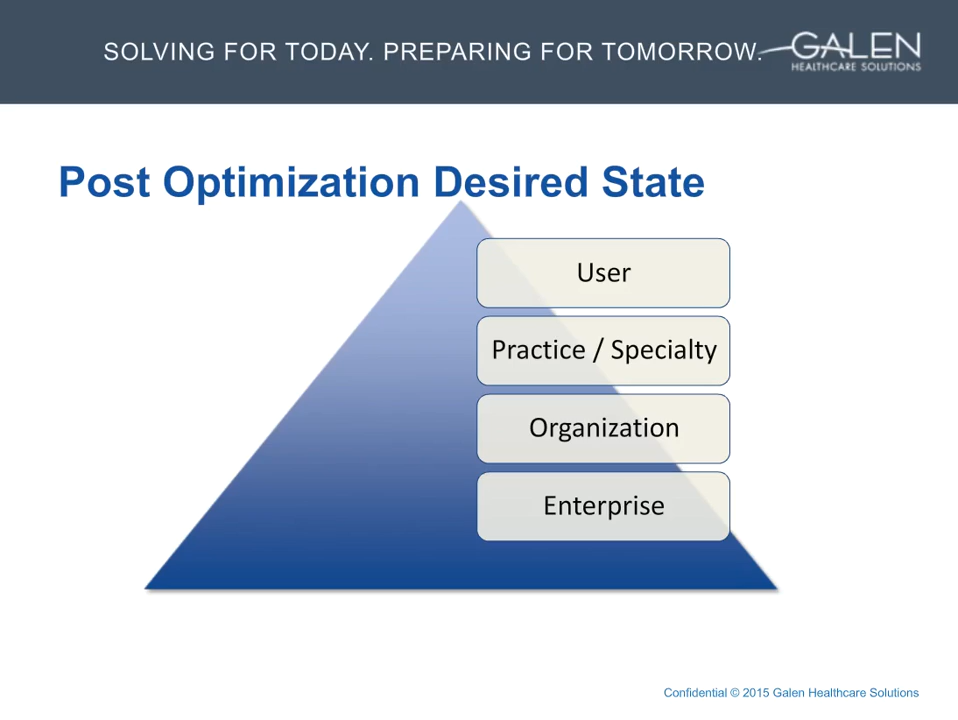 SOLVING FOR TODAY. PREPARING FOR TOMORROW.
GALEN
HEALTHCARE SOLUTIONS
Post Optimization Desired State
User
Practice / Specialty
Organization
Enterprise
Confidential © 2015 Galen Healthcare Solutions